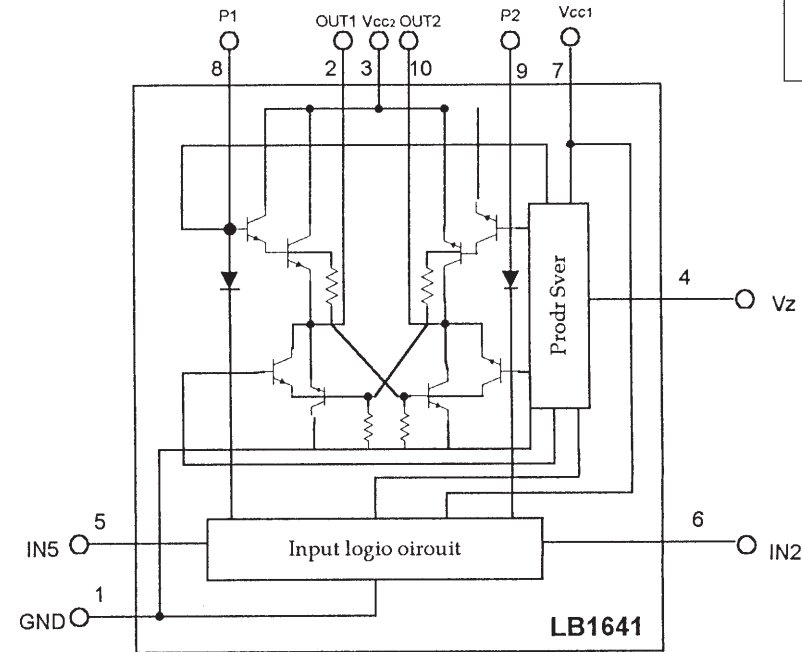 P1 OUT1 Vcc2 OUT2 P2 Vcc1
8 2 3 10 9 7
4
Vz
Prodr Sver
5
IN5
Input logio oirouit
6
IN2
1
GND
LB1641